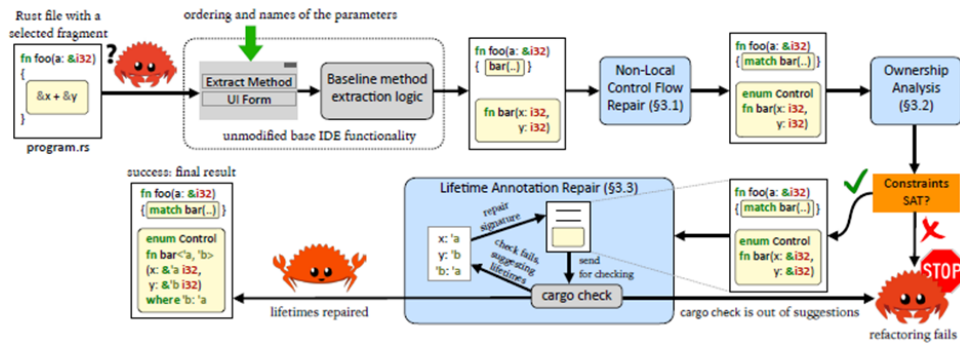 Rust file with a
selected fragment
fn foo(a: &i32)
{
&x + &y
}
program.rs
?
ordering and names of the parameters
Extract Method
UI Form
Baseline method
extraction logic
unmodified base IDE functionality
fn foo(a: &i32)
{ bar(..) }
fn bar(x: i32,
y: i32)
Non-Local
Control Flow
Repair (§3.1)
fn foo(a: &i32)
{ match bar(..) }
enum Control
fn bar(x: i32,
y: i32)
Ownership
Analysis
(§3.2)
Constraints
SAT?
STOP
refactoring fails
fn foo(a: &i32)
{ match bar(..) }
enum Control
fn bar(x: &i32,
y: &i32)
Lifetime Annotation Repair (§3.3)
repair
signature
x: 'a
y: 'b
'b: 'a
check fails,
suggesting
lifetimes
send
for checking
cargo check
cargo check is out of suggestions
lifetimes repaired
success: final result
fn foo(a: &i32)
{ match bar(..) }
enum Control
fn bar<'a, 'b>
(x: &'a i32,
y: &'b i32)
where 'b: 'a